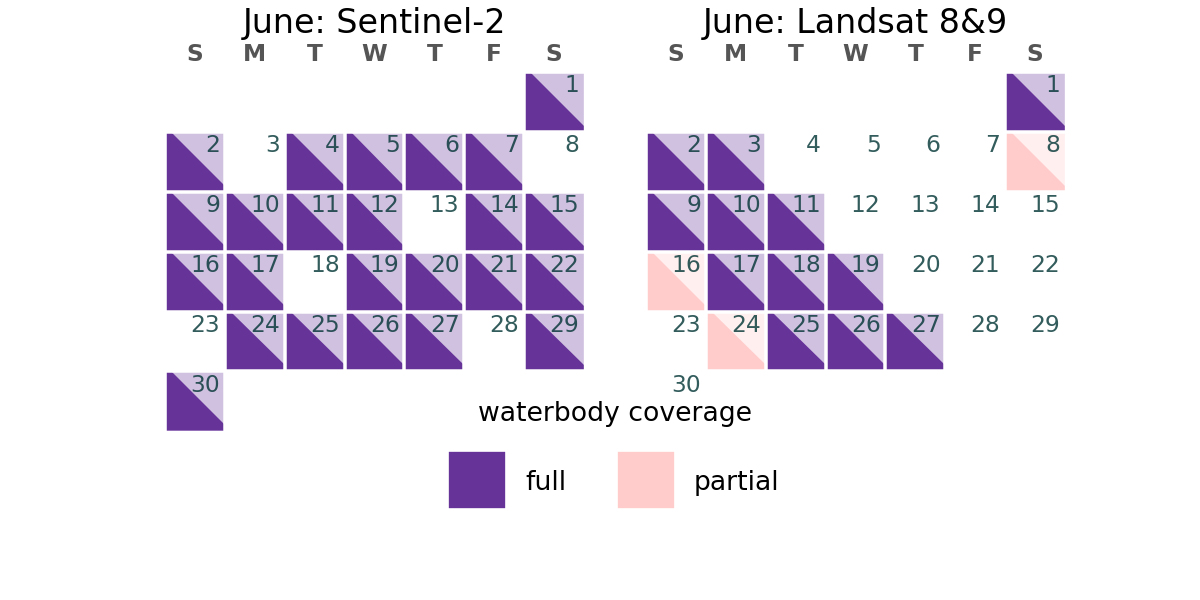 June: Sentinel-2
S M T W T F S
1
2 3 4 5 6 7 8
9 10 11 12 13 14 15
16 17 18 19 20 21 22
23 24 25 26 27 28 29
30
June: Landsat 8&9
S M T W T F S
1
2 3 4 5 6 7 8
9 10 11 12 13 14 15
16 17 18 19 20 21 22
23 24 25 26 27 28 29
30
waterbody coverage
full partial